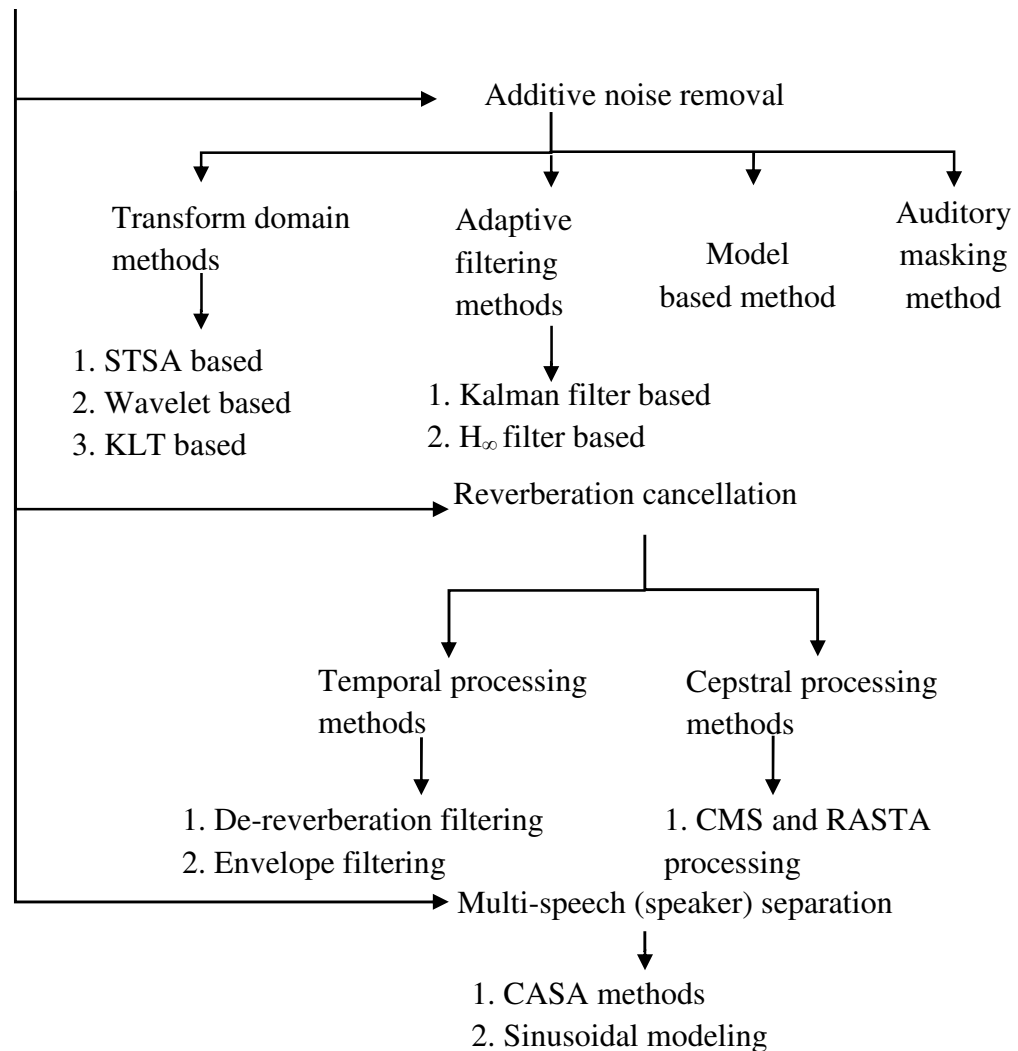 Additive noise removal
Transform domain
methods
Adaptive
filtering
methods
Model
based method
Auditory
masking
method
1. STSA based
2. Wavelet based
3. KLT based
1. Kalman filter based
2. H∞ filter based
Reverberation cancellation
Temporal processing
methods
Cepstral processing
methods
1. De-reverberation filtering
2. Envelope filtering
1. CMS and RASTA
processing
Multi-speech (speaker) separation
1. CASA methods
2. Sinusoidal modeling